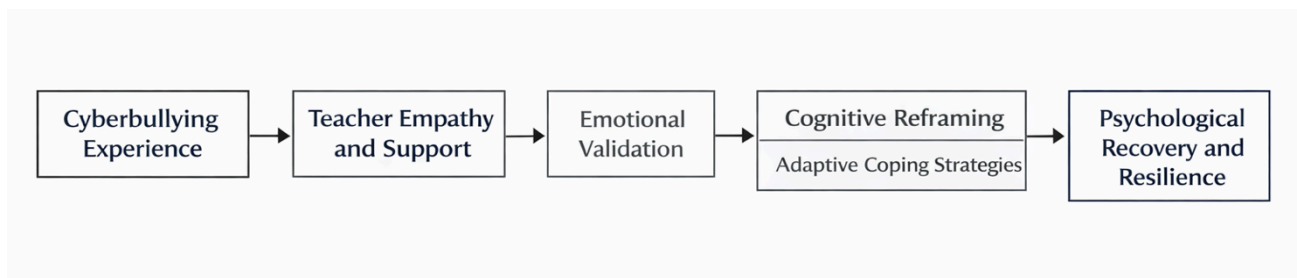 Cyberbullying
Experience
Teacher Empathy
and Support
Emotional
Validation
Cognitive Reframing
Adaptive Coping Strategies
Psychological
Recovery and
Resilience